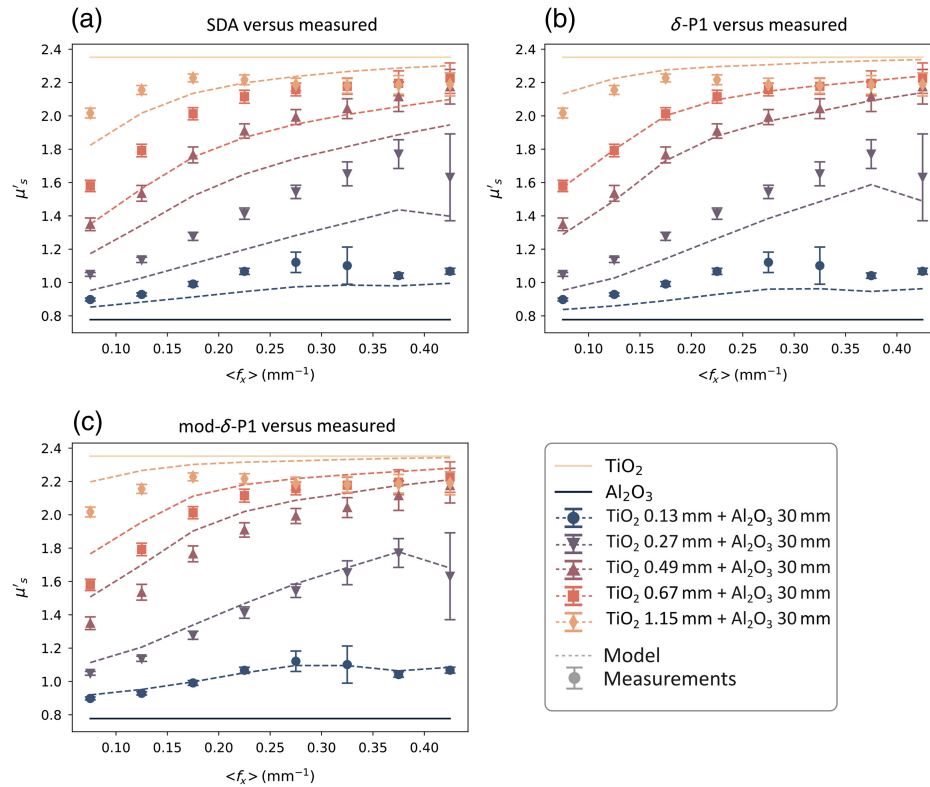 (a)
SDA versus measured
2.4
2.2
2.0
1.8
1.6
1.4
1.2
1.0
0.8
μ′s
0.10 0.15 0.20 0.25 0.30 0.35 0.40
<fx> (mm−1)
(b)
δ-P1 versus measured
2.4
2.2
2.0
1.8
1.6
1.4
1.2
1.0
0.8
μ′s
0.10 0.15 0.20 0.25 0.30 0.35 0.40
<fx> (mm−1)
(c)
mod-δ-P1 versus measured
2.4
2.2
2.0
1.8
1.6
1.4
1.2
1.0
0.8
μ′s
0.10 0.15 0.20 0.25 0.30 0.35 0.40
<fx> (mm−1)
TiO2
Al2O3
TiO2 0.13 mm + Al2O3 30 mm
TiO2 0.27 mm + Al2O3 30 mm
TiO2 0.49 mm + Al2O3 30 mm
TiO2 0.67 mm + Al2O3 30 mm
TiO2 1.15 mm + Al2O3 30 mm
Model
Measurements